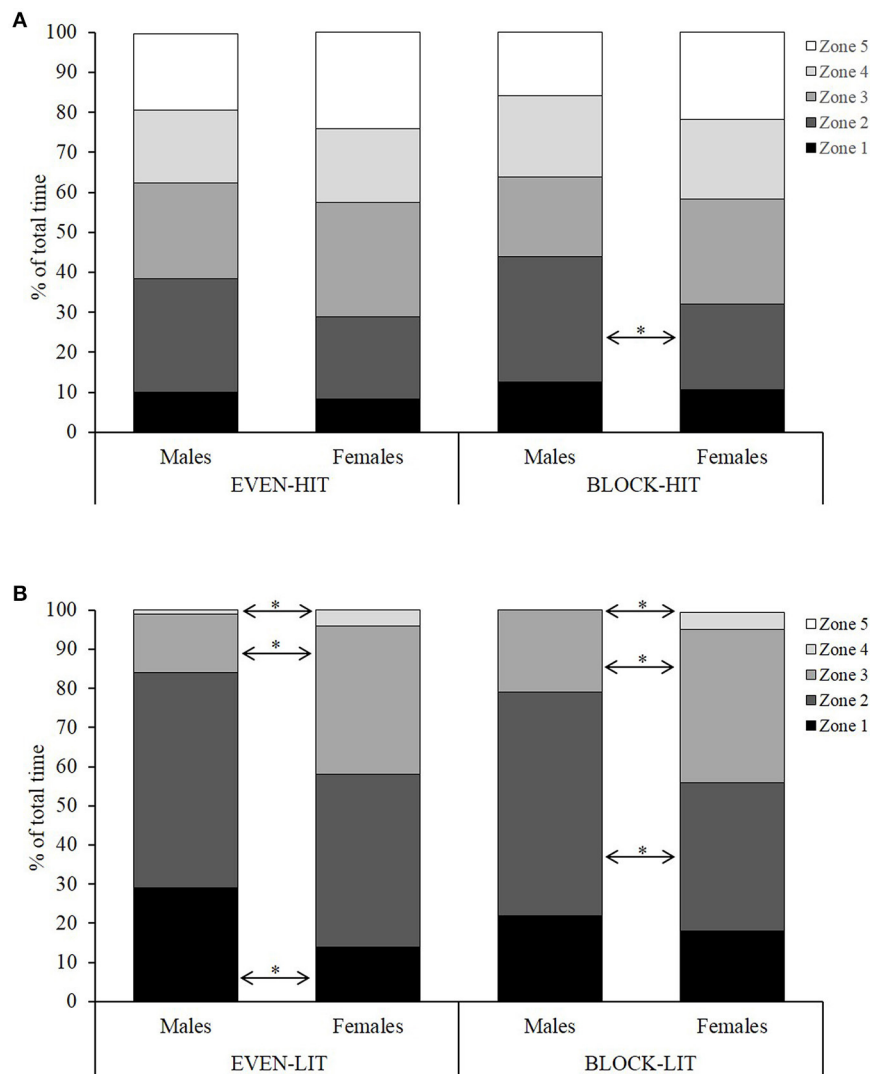 A
100
90
80
70
60
50
40
30
20
10
0
% of total time
Zone 5
Zone 4
Zone 3
Zone 2
Zone 1
*
Males Females Males Females
EVEN-HIT BLOCK-HIT
B
100
90
80
70
60
50
40
30
20
10
0
% of total time
* *
* *
*
*
Zone 5
Zone 4
Zone 3
Zone 2
Zone 1
Males Females Males Females
EVEN-LIT BLOCK-LIT